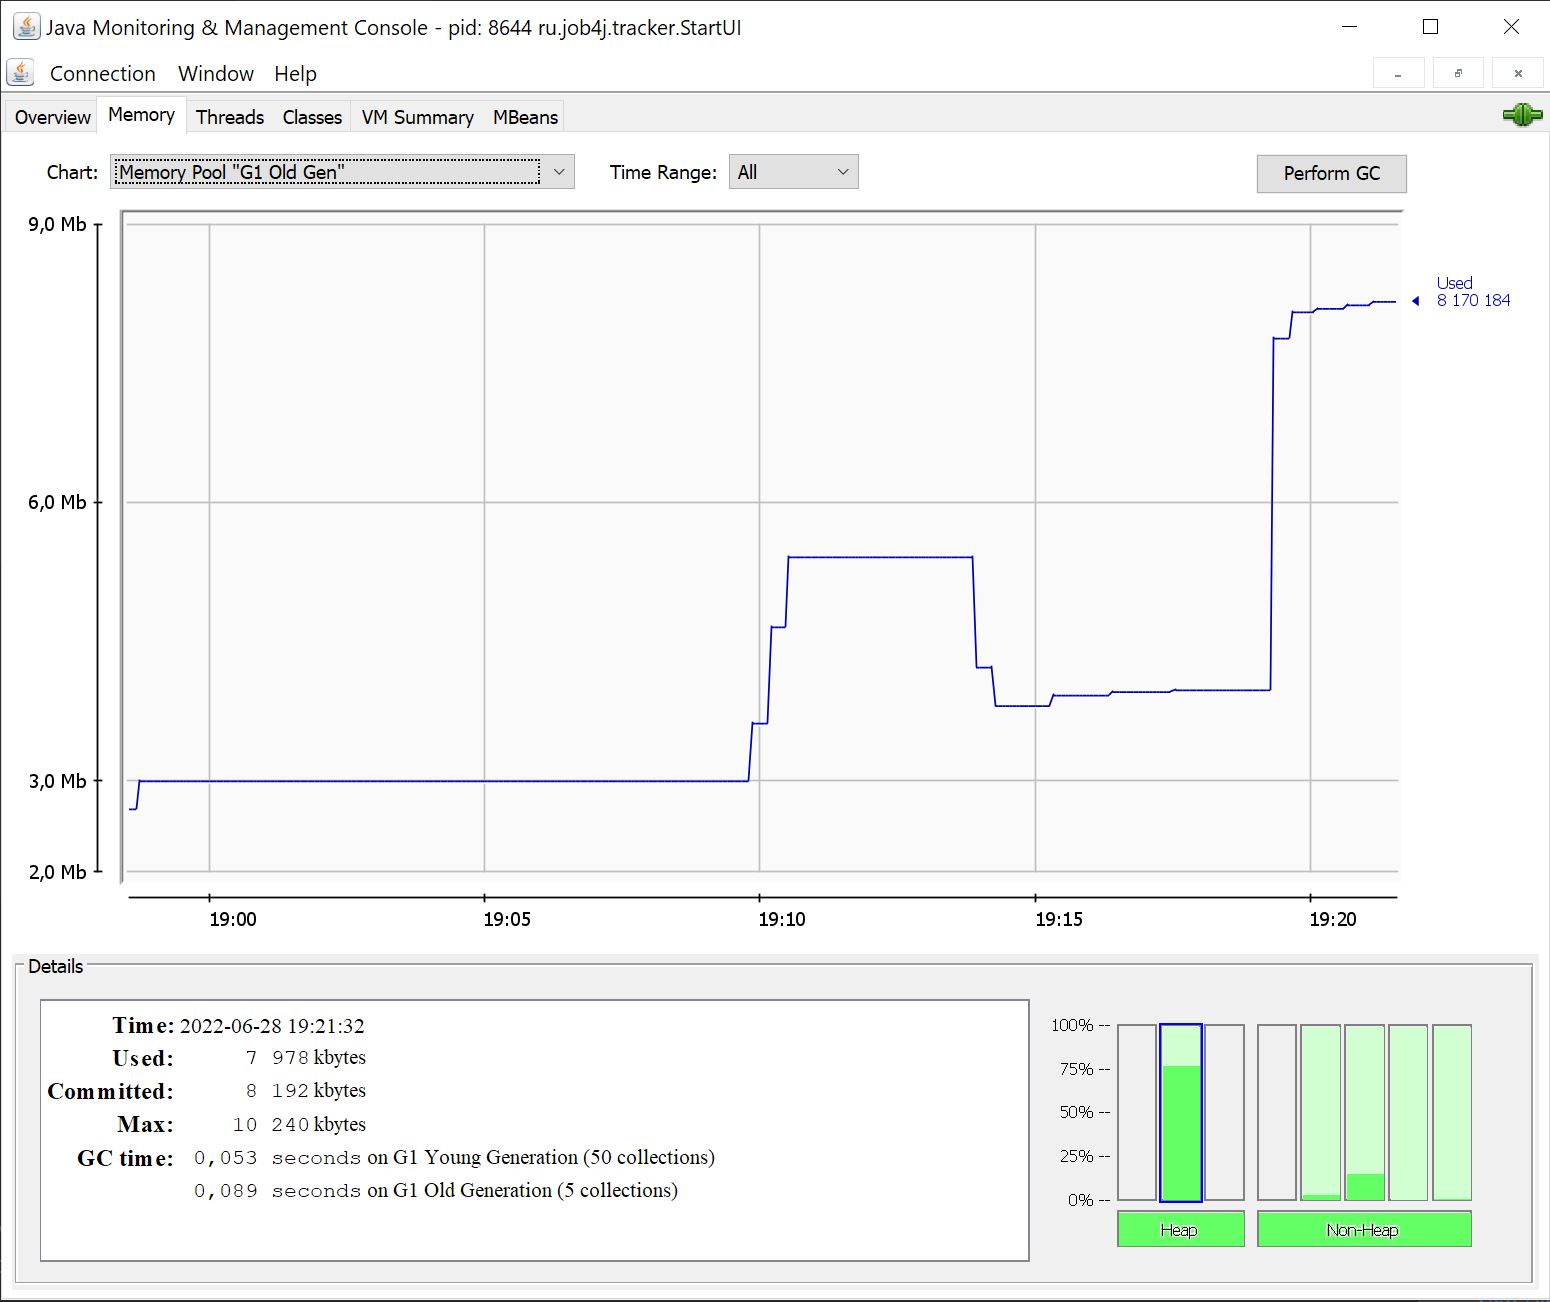 Java Monitoring & Management Console - pid: 8644 ru.job4j.tracker.StartUI
Connection Window Help
Overview Memory Threads Classes VM Summary MBeans
Chart: Memory Pool "G1 Old Gen" Time Range: All Perform GC
9,0 Mb
Used
8 170 184
6,0 Mb
3,0 Mb
2,0 Mb
19:00 19:05 19:10 19:15 19:20
Details
Time: 2022-06-28 19:21:32
Used: 7 978 kbytes
Committed: 8 192 kbytes
Max: 10 240 kbytes
GC time: 0,053 seconds on G1 Young Generation (50 collections)
0,089 seconds on G1 Old Generation (5 collections)
100% --
75% --
50% --
25% --
0% --
Heap Non-Heap